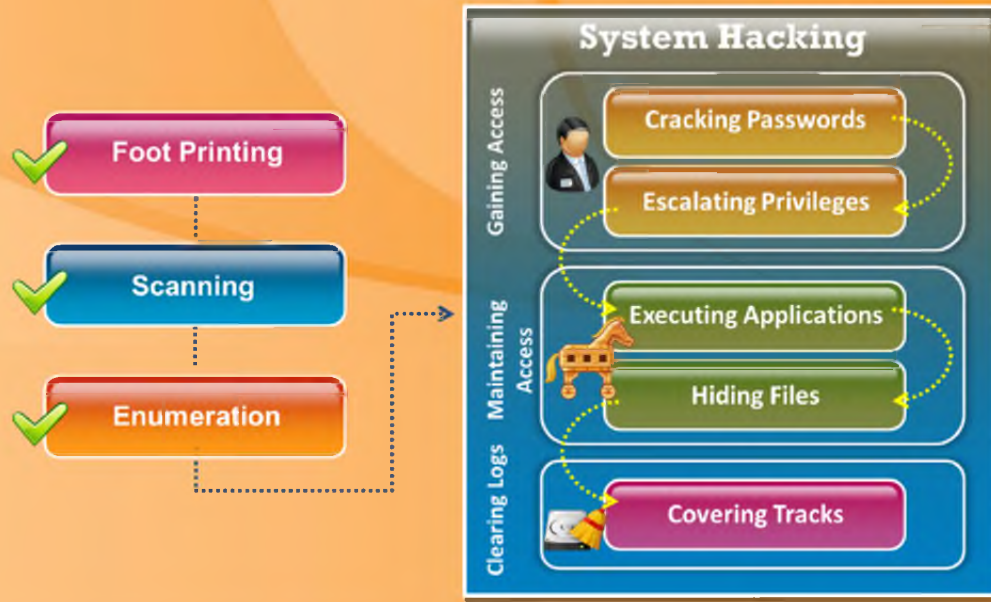 Foot Printing
Scanning
Enumeration
System Hacking
Gaining Access
Cracking Passwords
Escalating Privileges
Maintaining
Access
Executing Applications
Hiding Files
Clearing Logs
Covering Tracks